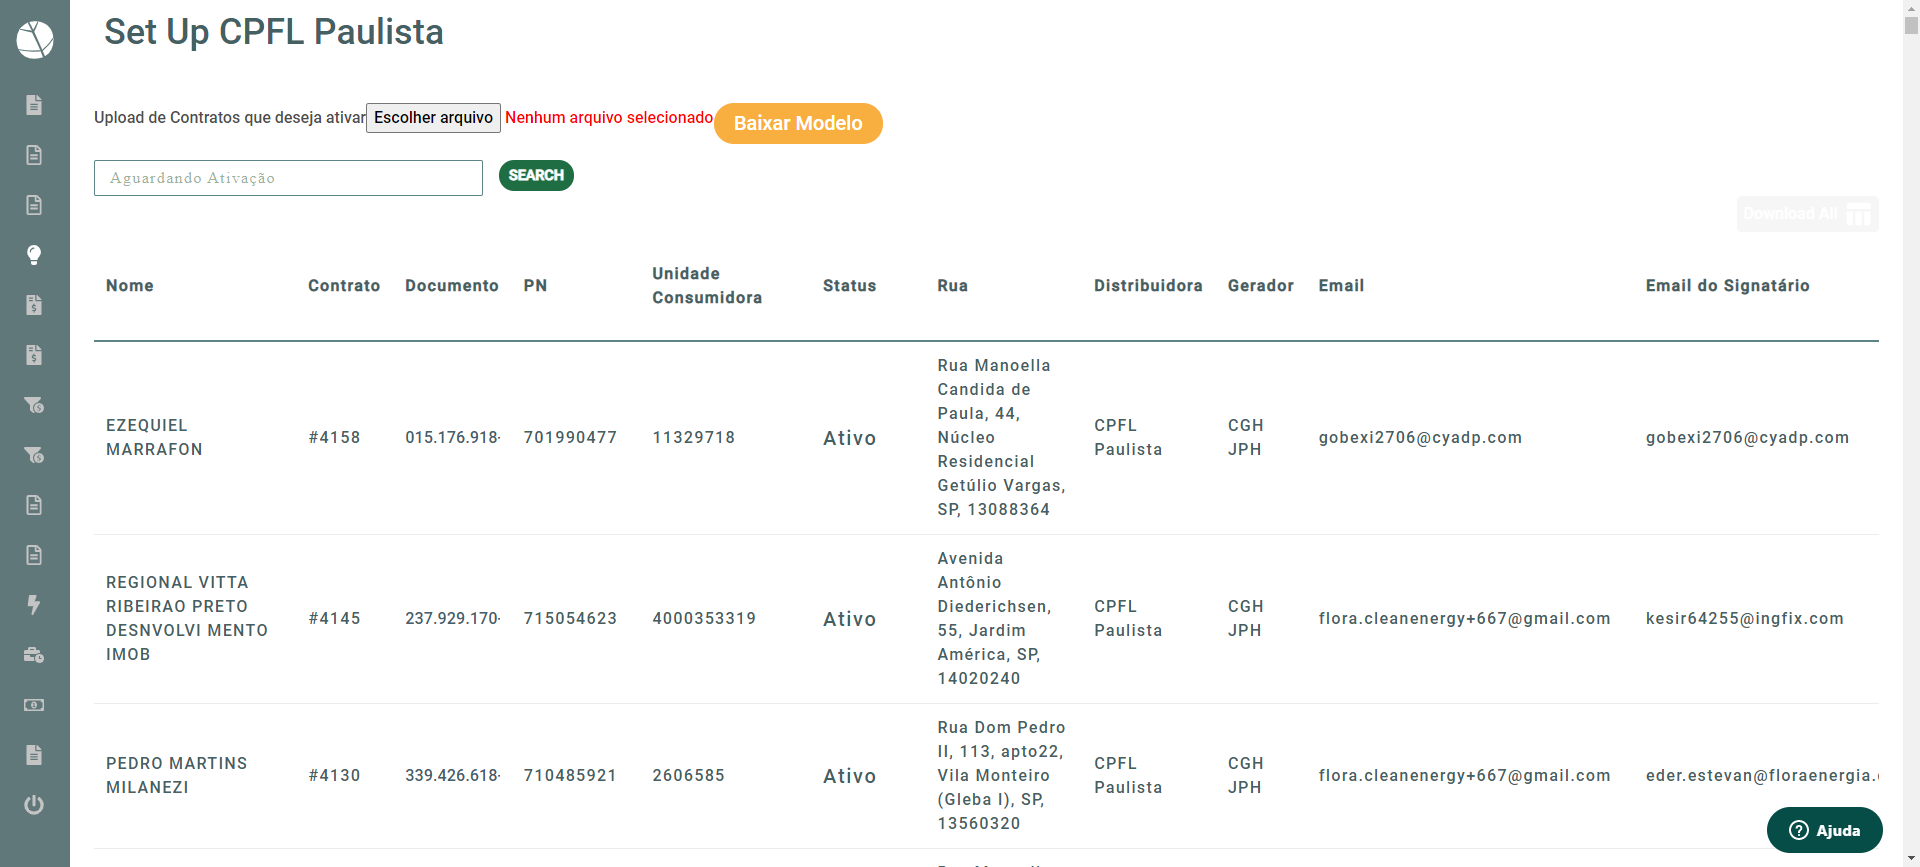 Set Up CPFL Paulista
Upload de Contratos que deseja ativar Escolher arquivo Nenhum arquivo selecionado Baixar Modelo
Aguardando Ativação SEARCH
Download All
Nome Contrato Documento PN Unidade Consumidora Status Rua Distribuidora Gerador Email Email do Signatário
EZEQUIEL MARRAFON #4158 015.176.918- 701990477 11329718 Ativo Rua Manoella Candida de Paula, 44, Núcleo Residencial Getúlio Vargas, SP, 13088364 CPFL Paulista CGH JPH gobexi2706@cyadp.com gobexi2706@cyadp.com
REGIONAL VITTA RIBEIRAO PRETO DESNVOLVI MENTO IMOB #4145 237.929.170- 715054623 4000353319 Ativo Avenida Antônio Diederichsen, 55, Jardim América, SP, 14020240 CPFL Paulista CGH JPH flora.cleanenergy+667@gmail.com kesir64255@ingfix.com
PEDRO MARTINS MILANEZI #4130 339.426.618- 710485921 2606585 Ativo Rua Dom Pedro II, 113, apto22, Vila Monteiro (Gleba I), SP, 13560320 CPFL Paulista CGH JPH flora.cleanenergy+667@gmail.com eder.estevan@floraenergia.
Ajuda